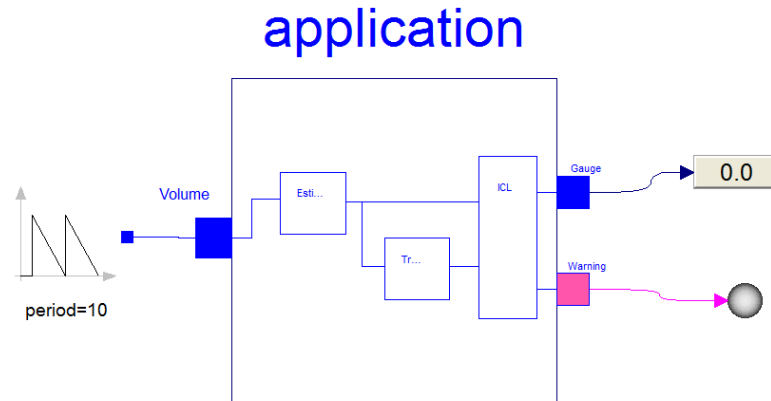 application
Volume
Esti...
Tr...
ICL
Gauge
0.0
Warning
period=10